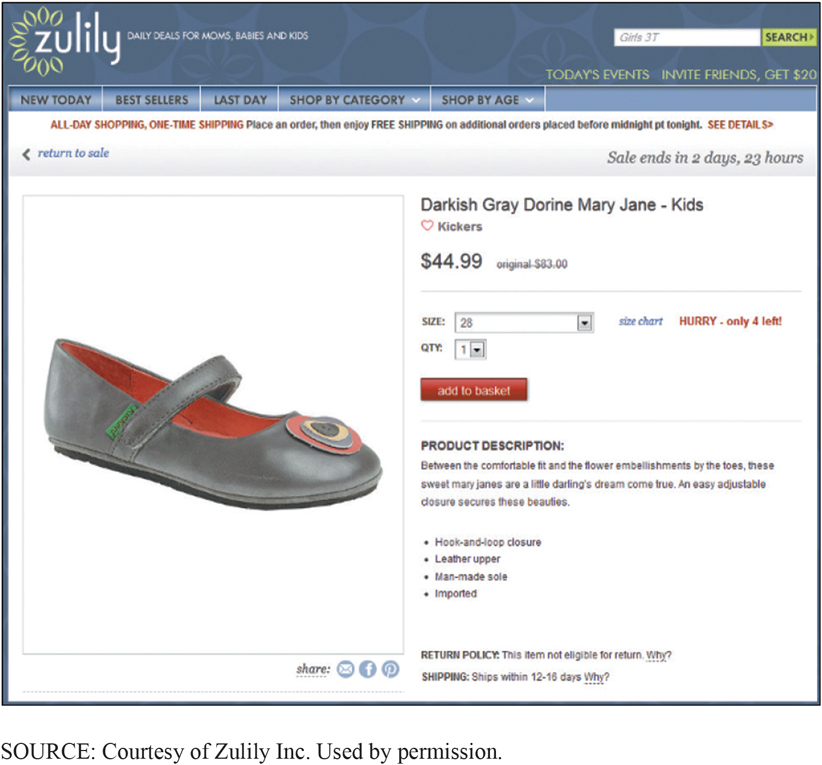 zulily DAILY DEALS FOR MOMS, BABIES AND KIDS
Girls 3T SEARCH
TODAY'S EVENTS INVITE FRIENDS, GET $20
NEW TODAY BEST SELLERS LAST DAY SHOP BY CATEGORY SHOP BY AGE
ALL-DAY SHOPPING, ONE-TIME SHIPPING Place an order, then enjoy FREE SHIPPING on additional orders placed before midnight pt tonight. SEE DETAILS>
return to sale
Sale ends in 2 days, 23 hours
Darkish Gray Dorine Mary Jane - Kids
Kickers
$44.99 original $83.00
SIZE: 28 size chart HURRY - only 4 left!
QTY: 1
add to basket
PRODUCT DESCRIPTION:
Between the comfortable fit and the flower embellishments by the toes, these
sweet mary janes are a little darling's dream come true. An easy adjustable
closure secures these beauties.
• Hook-and-loop closure
• Leather upper
• Man-made sole
• Imported
RETURN POLICY: This item not eligible for return. Why?
SHIPPING: Ships within 12-16 days Why?
share:
SOURCE: Courtesy of Zulily Inc. Used by permission.